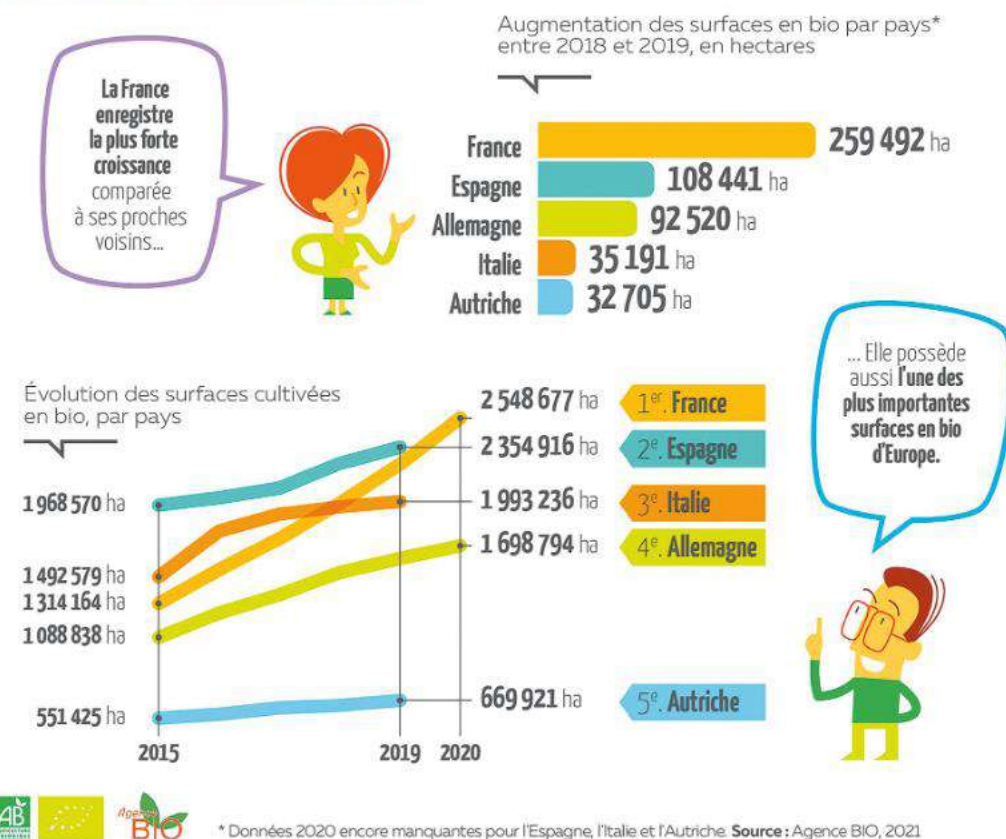 Augmentation des surfaces en bio par pays*
entre 2018 et 2019, en hectares
La France
enregistre
la plus forte
croissance
comparée
à ses proches
voisins...
France 259 492 ha
Espagne 108 441 ha
Allemagne 92 520 ha
Italie 35 191 ha
Autriche 32 705 ha
... Elle possède
aussi l'une des
plus importantes
surfaces en bio
d'Europe.
Évolution des surfaces cultivées
en bio, par pays
1 968 570 ha
1 492 579 ha
1 314 164 ha
1 088 838 ha
551 425 ha
2 548 677 ha 1er. France
2 354 916 ha 2e. Espagne
1 993 236 ha 3e. Italie
1 698 794 ha 4e. Allemagne
669 921 ha 5e. Autriche
2015 2019 2020
AB
Agence
BIO
* Données 2020 encore manquantes pour l'Espagne, l'Italie et l'Autriche. Source : Agence BIO, 2021